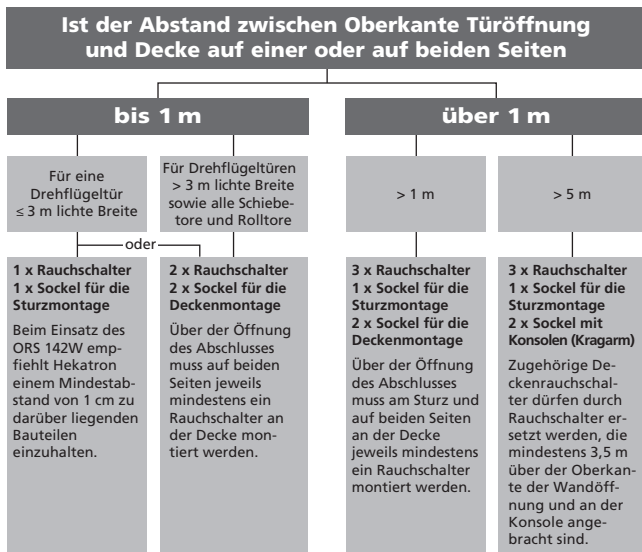 Ist der Abstand zwischen Oberkante Türöffnung
und Decke auf einer oder auf beiden Seiten
bis 1 m
über 1 m
Für eine
Drehflügeltür
≤ 3 m lichte Breite
Für Drehflügeltüren
> 3 m lichte Breite
sowie alle Schiebe-
tore und Rolltore
> 1 m
> 5 m
oder
1 x Rauchschalter
1 x Sockel für die
Sturzmontage
Beim Einsatz des
ORS 142W emp-
fiehlt Hekatron
einem Mindestab-
stand von 1 cm zu
darüber liegenden
Bauteilen
einzuhalten.
2 x Rauchschalter
2 x Sockel für die
Deckenmontage
Über der Öffnung
des Abschlusses
muss auf beiden
Seiten jeweils
mindestens ein
Rauchschalter an
der Decke mon-
tiert werden.
3 x Rauchschalter
1 x Sockel für die
Sturzmontage
2 x Sockel für die
Deckenmontage
Über der Öffnung
des Abschlusses
muss am Sturz und
auf beiden Seiten
an der Decke
jeweils mindestens
ein Rauchschalter
montiert werden.
3 x Rauchschalter
1 x Sockel für die
Sturzmontage
2 x Sockel mit
Konsolen (Kragarm)
Zugehörige De-
ckenrauchschal-
ter dürfen durch
Rauchschalter er-
setzt werden, die
mindestens 3,5 m
über der Oberkan-
te der Wandöff-
nung und an der
Konsole ange-
bracht sind.